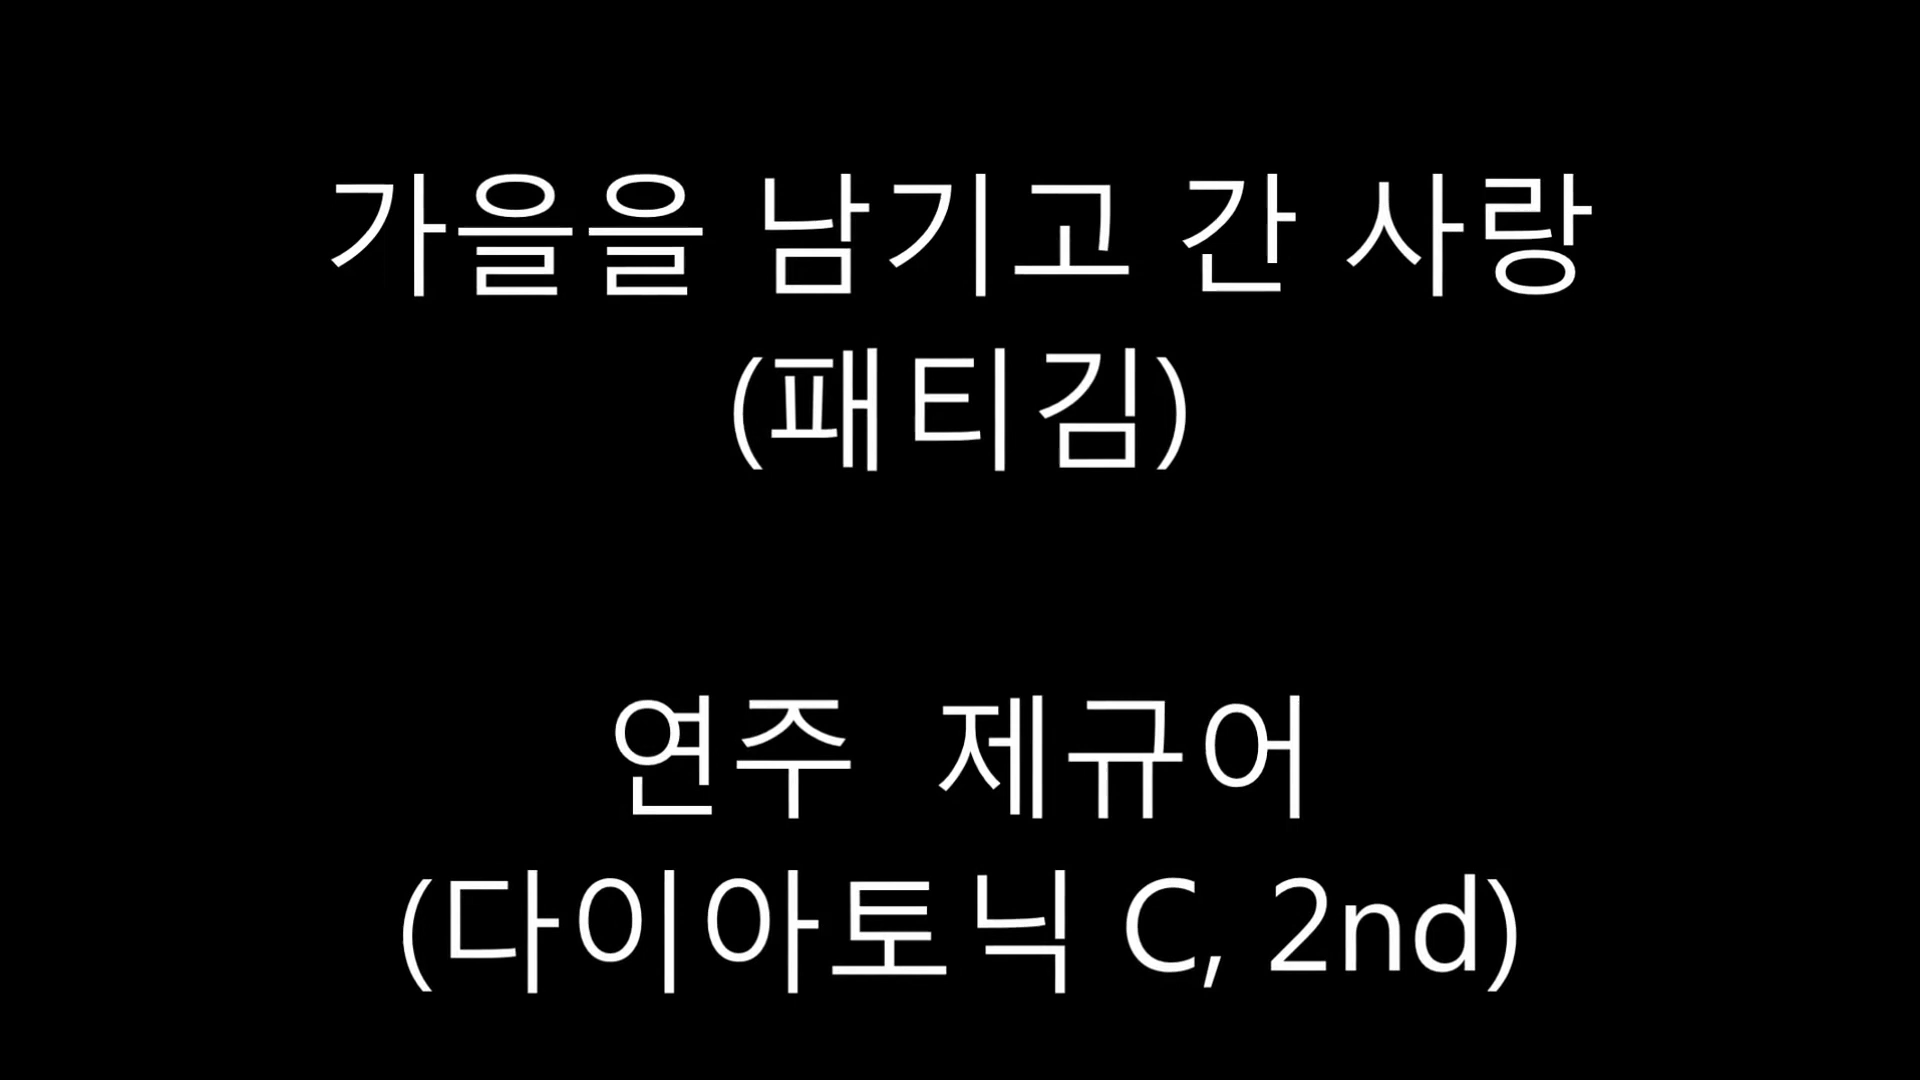 가을을 남기고 간 사랑
(패티김)
연주 제규어
(다이아토닉 C, 2nd)